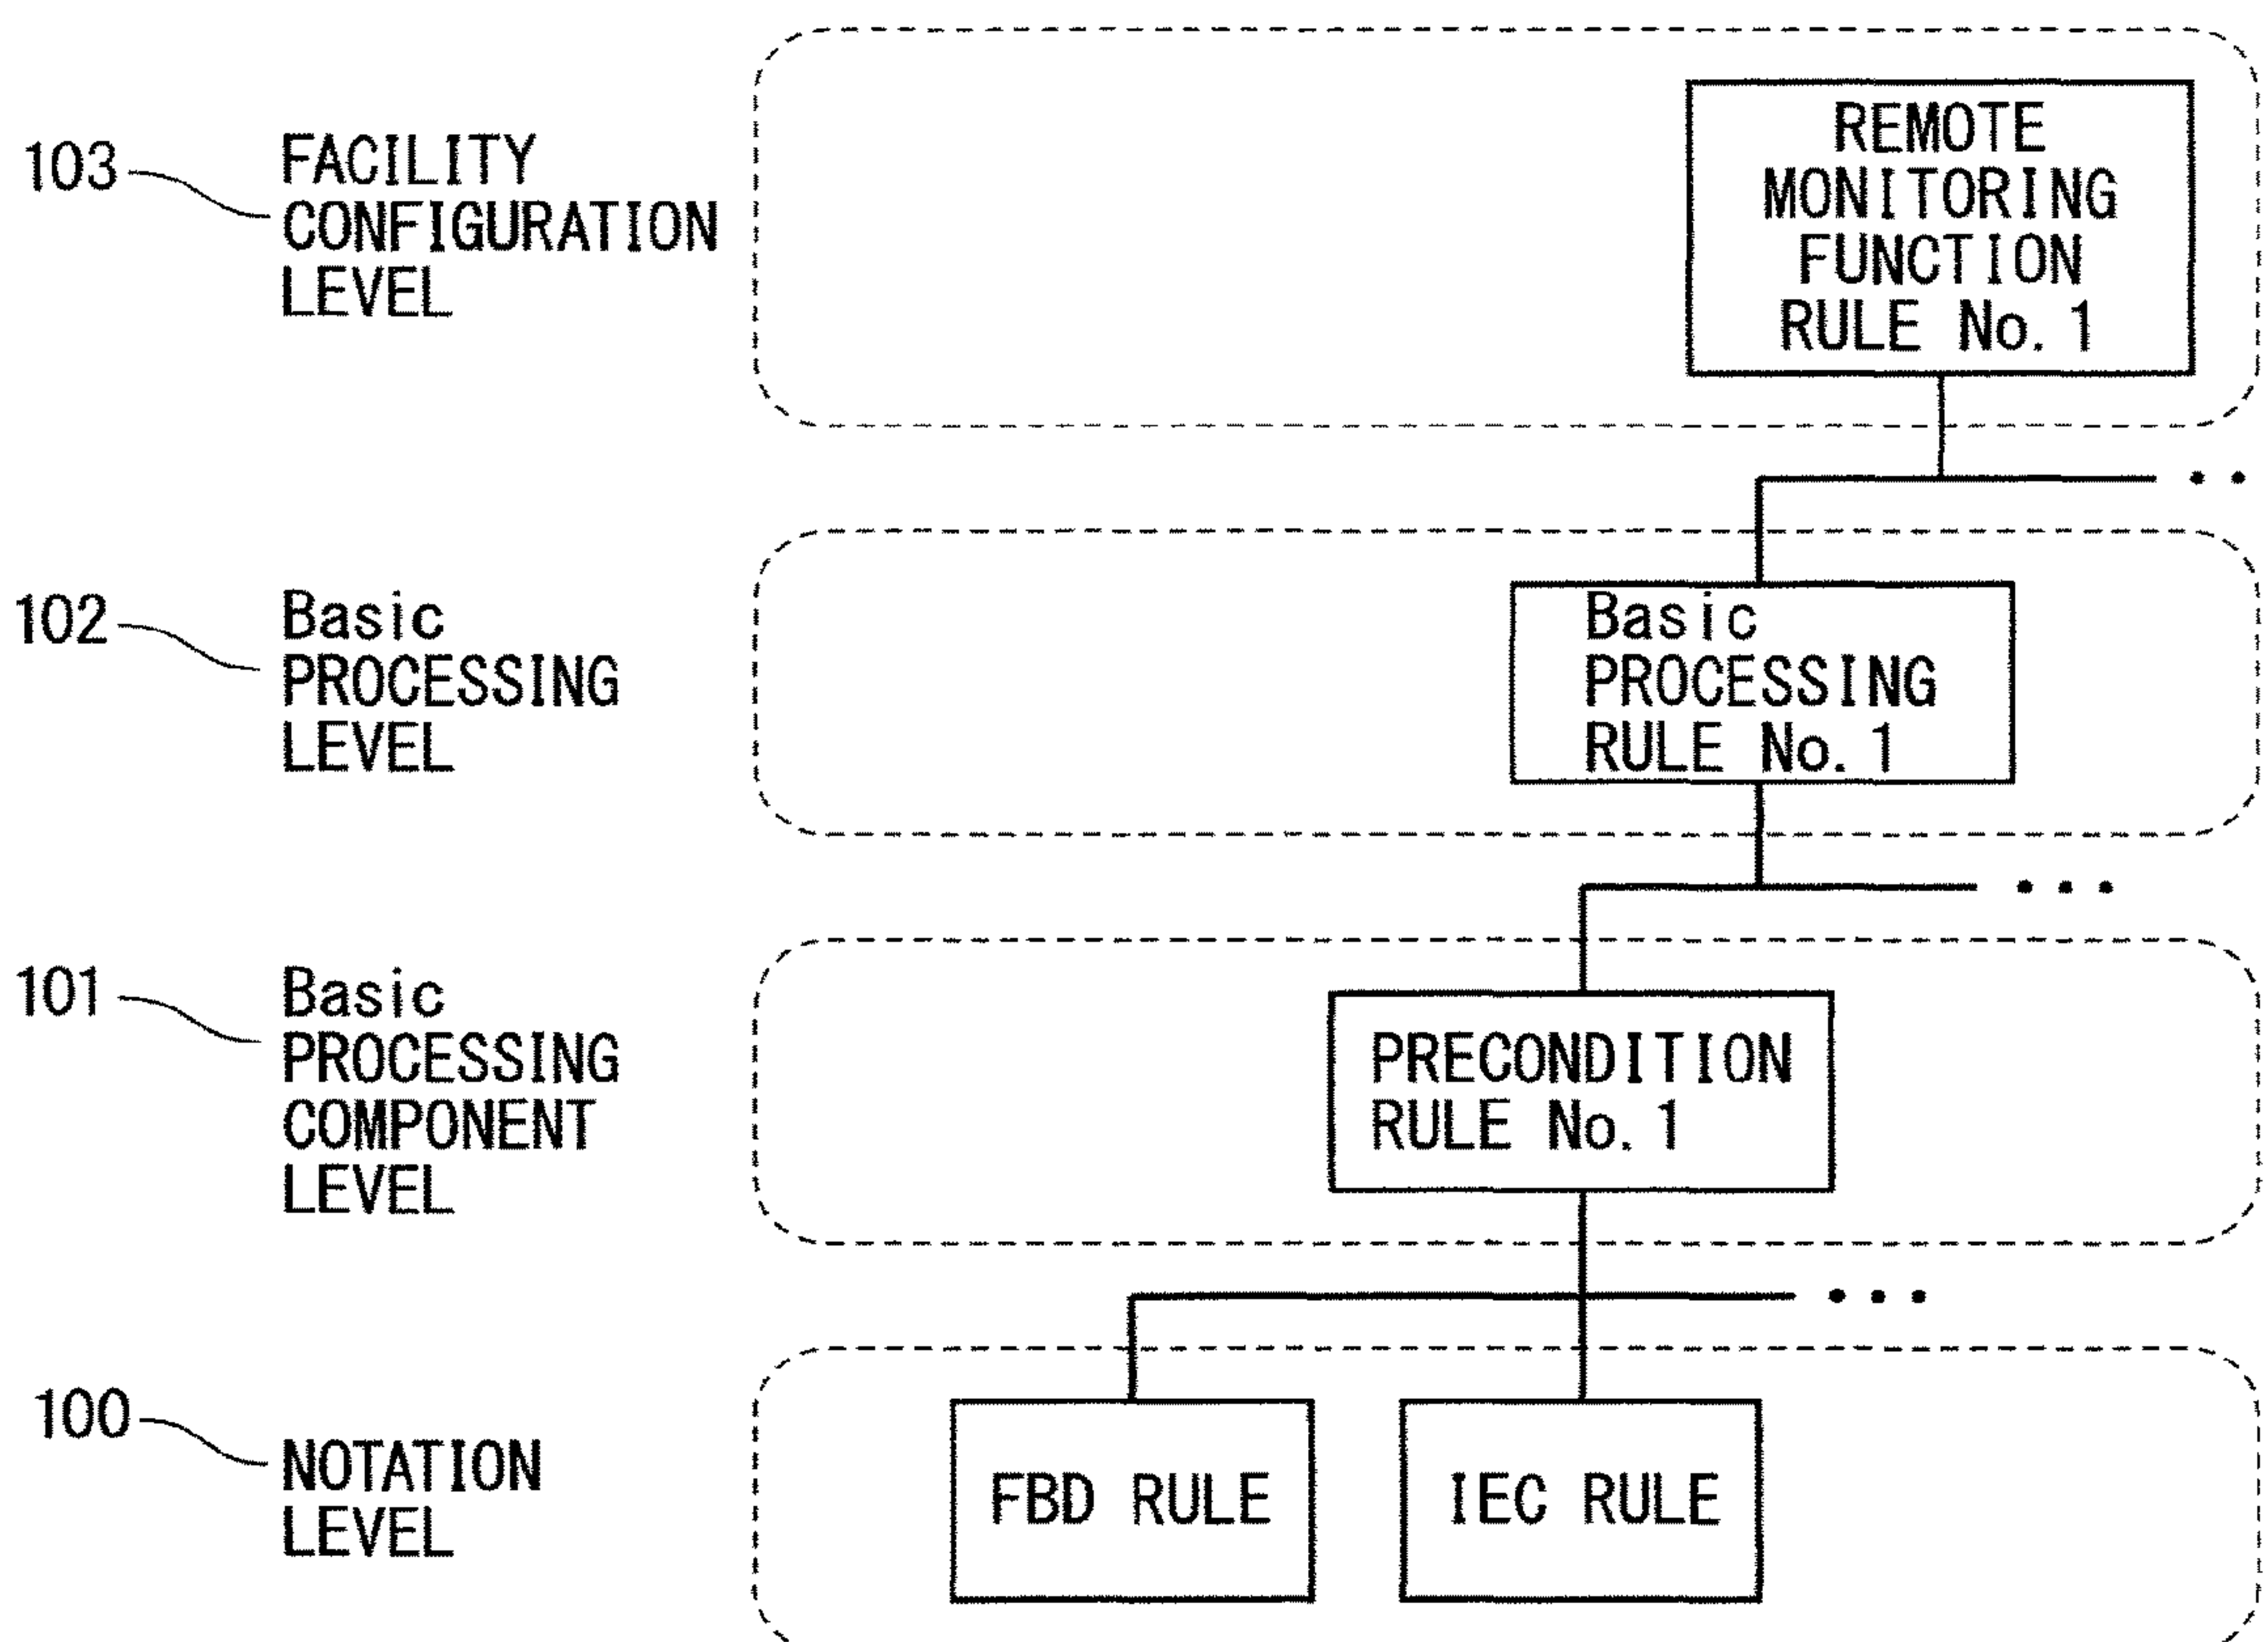 103
FACILITY
CONFIGURATION
LEVEL
REMOTE
MONITORING
FUNCTION
RULE No. 1
102
Basic
PROCESSING
LEVEL
Basic
PROCESSING
RULE No. 1
101
Basic
PROCESSING
COMPONENT
LEVEL
PRECONDITION
RULE No. 1
100
NOTATION
LEVEL
FBD RULE
IEC RULE